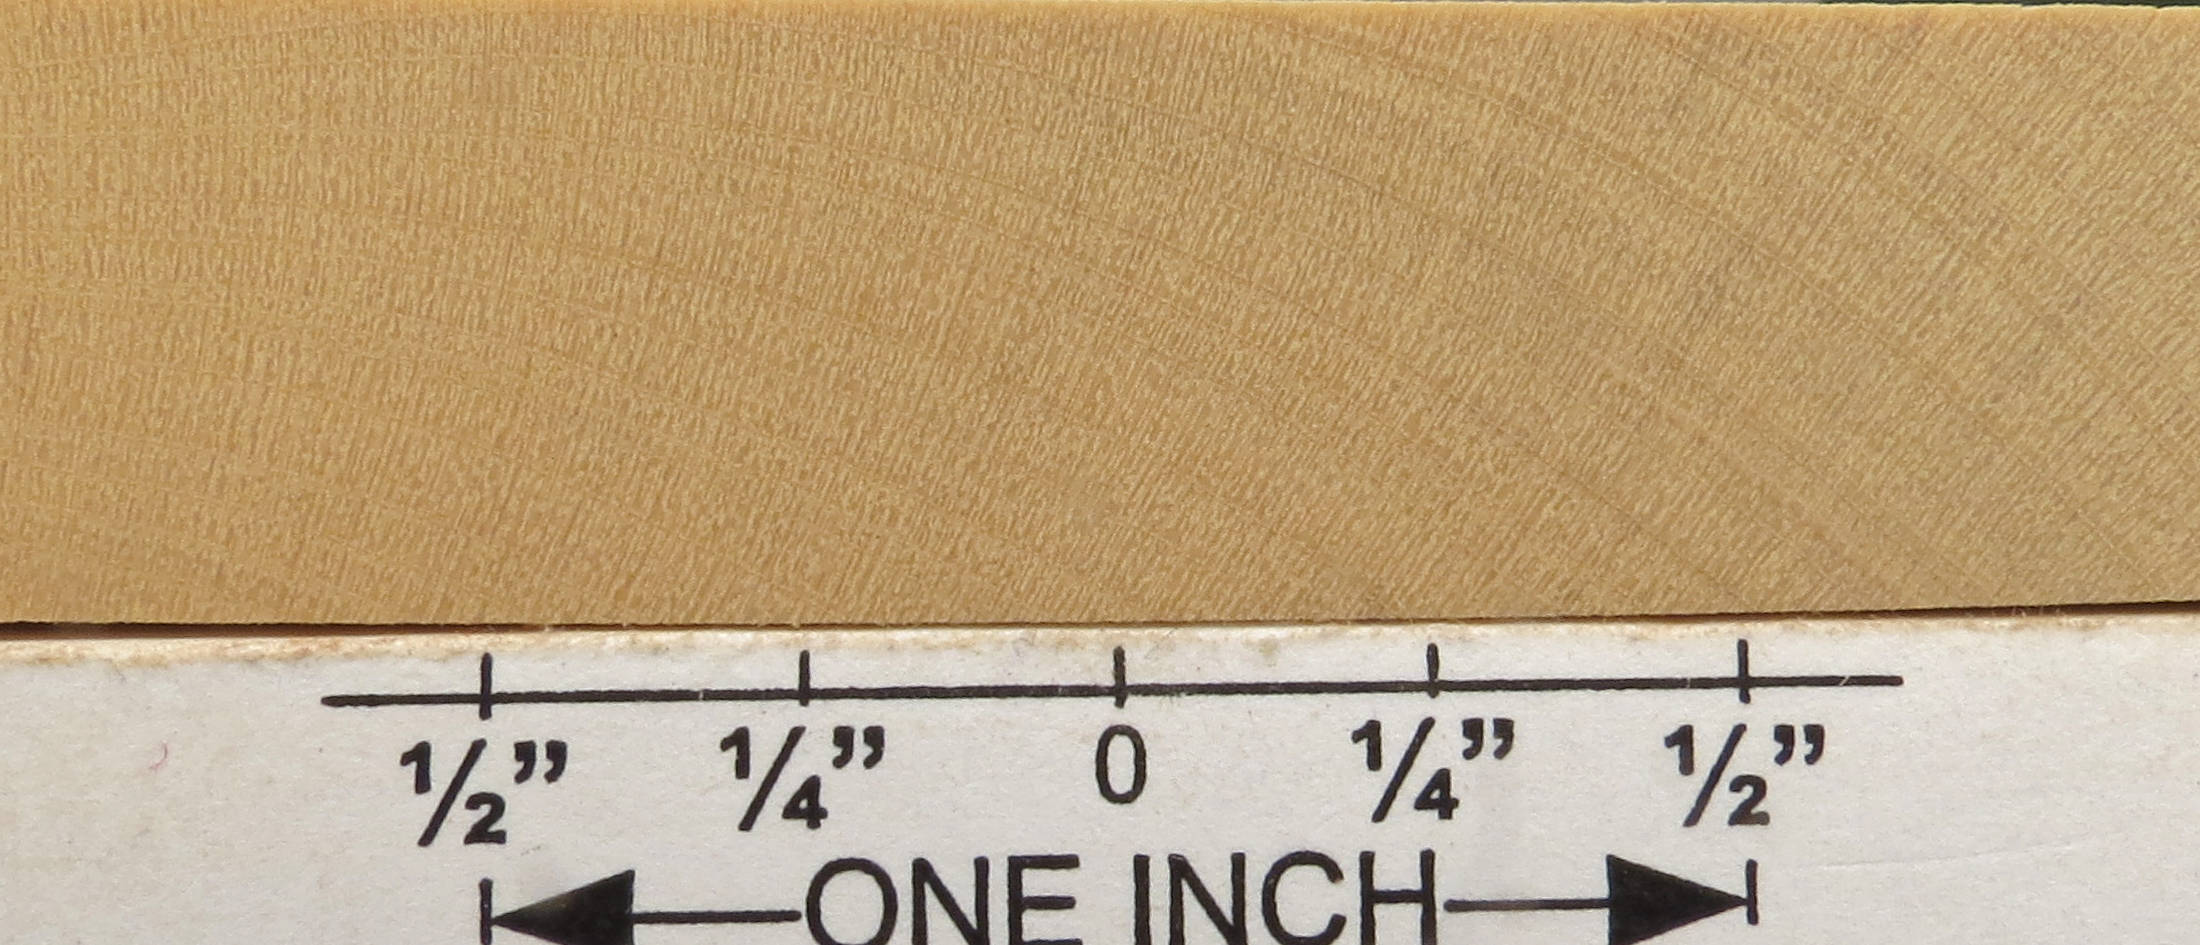 ½” ¼” 0 ¼” ½”
ONE INCH